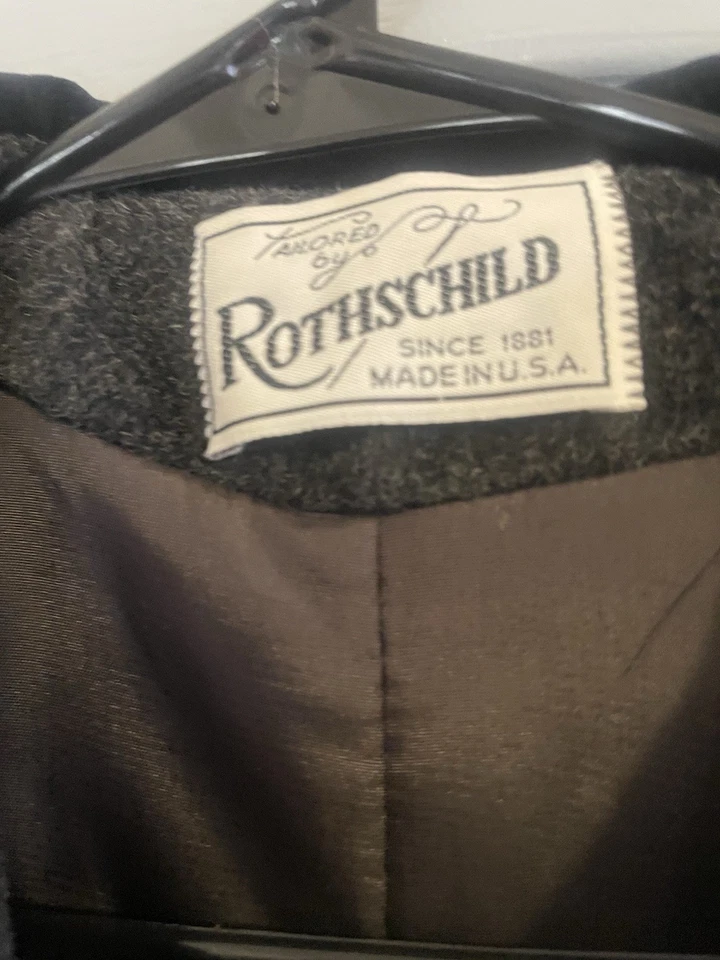 TAILORED
by
ROTHSCHILD
SINCE 1881
MADE IN U.S.A.